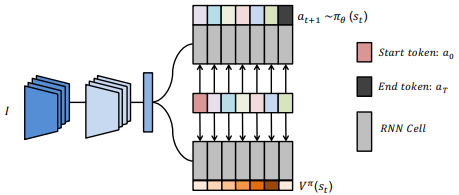 I
a_{t+1} ~π_θ (s_t)
V^π(s_t)
Start token: a_0
End token: a_T
RNN Cell